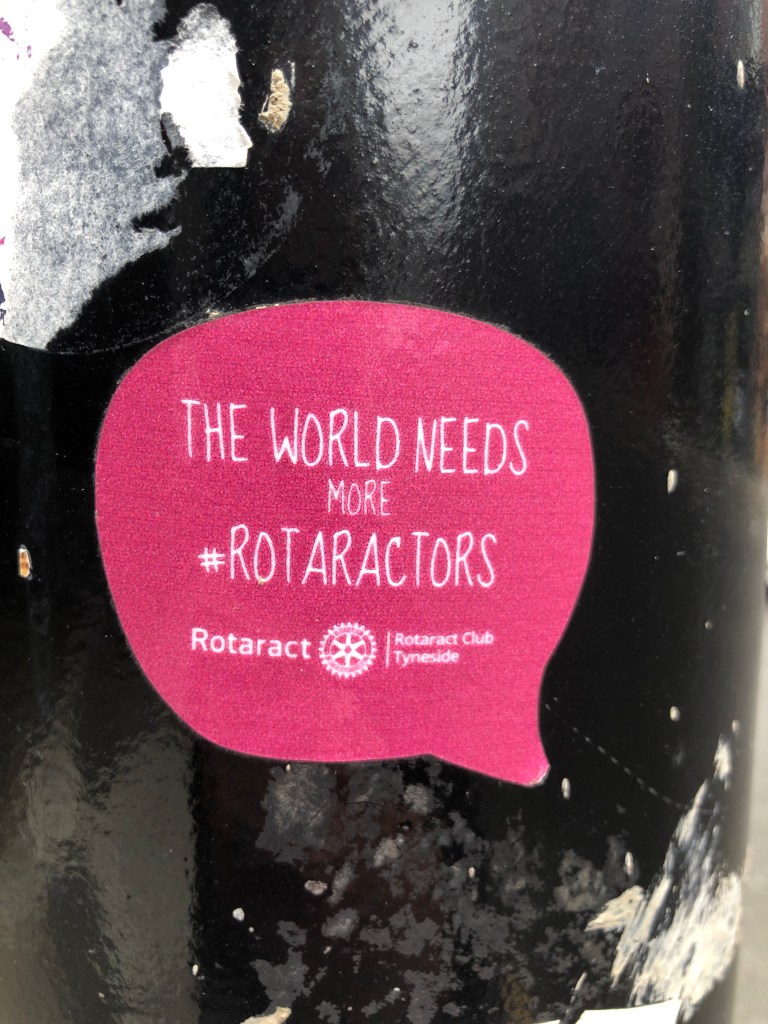 THE WORLD NEEDS
MORE
#ROTARACTORS
Rotaract
Rotaract Club
Tyneside